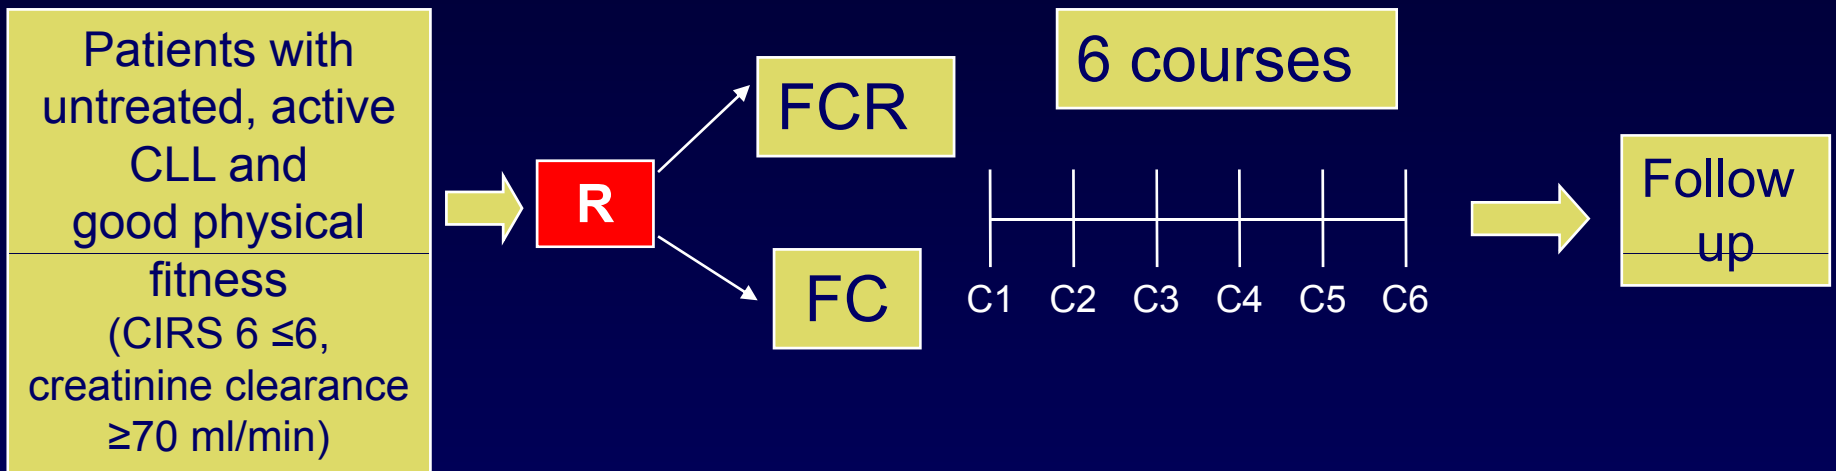 Patients with
untreated, active
CLL and
good physical
fitness
(CIRS 6 ≤6,
creatinine clearance
≥70 ml/min)
R
FCR
FC
6 courses
C1 C2 C3 C4 C5 C6
Follow
up